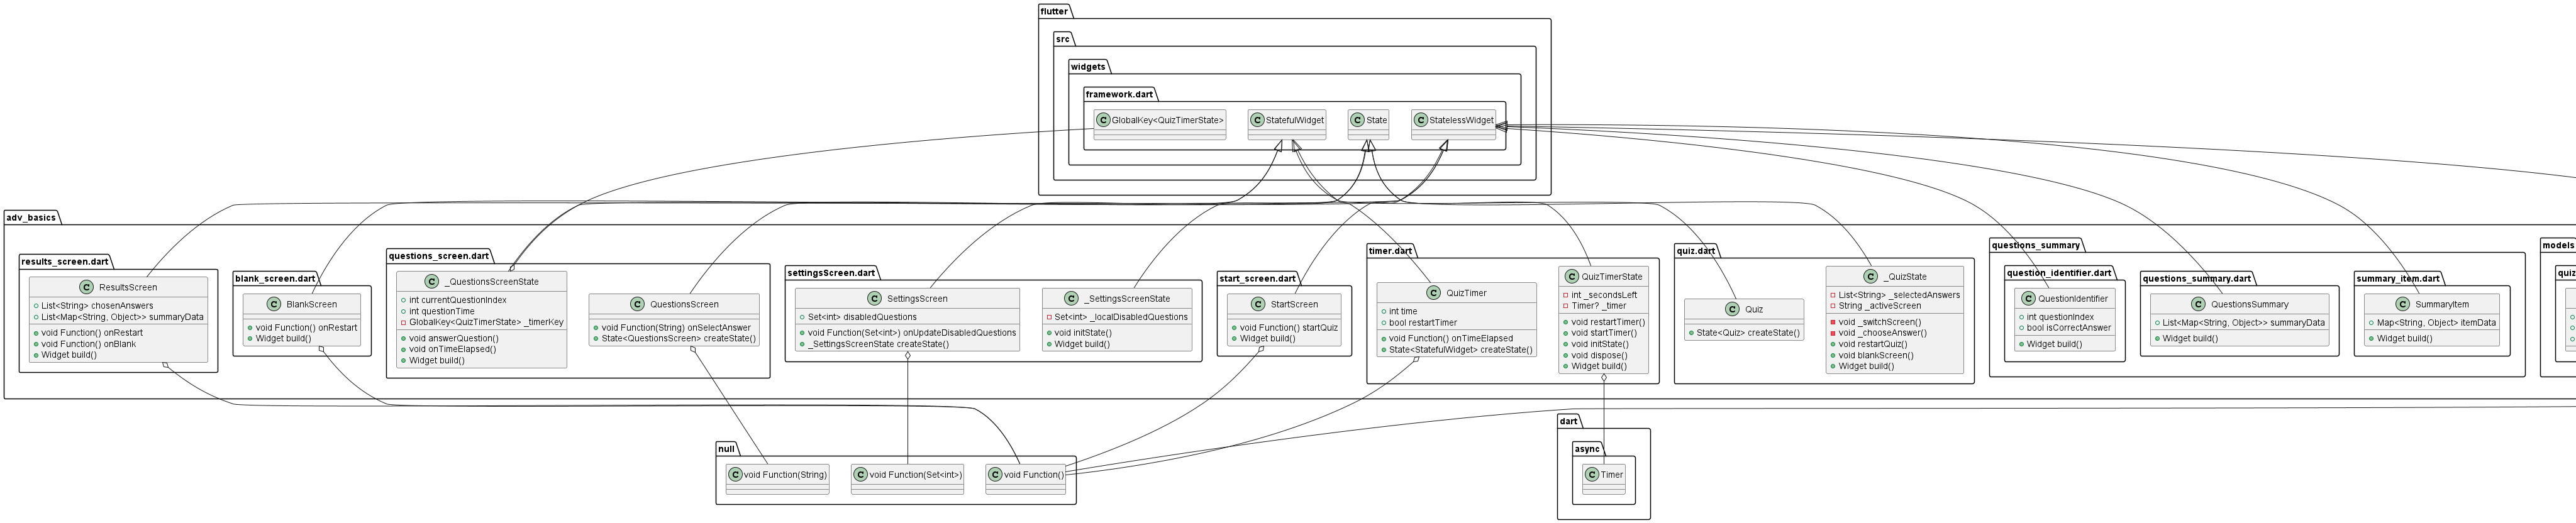 flutter
src
widgets
framework.dart
C GlobalKey<QuizTimerState>
C StatefulWidget
C State
C StatelessWidget
adv_basics
results_screen.dart
C ResultsScreen
List<String> chosenAnswers
List<Map<String, Object>> summaryData
void Function() onRestart
void Function() onBlank
Widget build()
blank_screen.dart
C BlankScreen
void Function() onRestart
Widget build()
questions_screen.dart
C _QuestionsScreenState
int currentQuestionIndex
int questionTime
GlobalKey<QuizTimerState> _timerKey
void answerQuestion()
void onTimeElapsed()
Widget build()
C QuestionsScreen
void Function(String) onSelectAnswer
State<QuestionsScreen> createState()
settingsScreen.dart
C SettingsScreen
Set<int> disabledQuestions
void Function(Set<int>) onUpdateDisabledQuestions
_SettingsScreenState createState()
C _SettingsScreenState
Set<int> _localDisabledQuestions
void initState()
Widget build()
start_screen.dart
C StartScreen
void Function() startQuiz
Widget build()
timer.dart
C QuizTimer
int time
bool restartTimer
void Function() onTimeElapsed
State<StatefulWidget> createState()
C QuizTimerState
int _secondsLeft
Timer? _timer
void restartTimer()
void startTimer()
void initState()
void dispose()
Widget build()
quiz.dart
C Quiz
State<Quiz> createState()
C _QuizState
List<String> _selectedAnswers
String _activeScreen
void _switchScreen()
void _chooseAnswer()
void restartQuiz()
void blankScreen()
Widget build()
questions_summary
question_identifier.dart
C QuestionIdentifier
int questionIndex
bool isCorrectAnswer
Widget build()
questions_summary.dart
C QuestionsSummary
List<Map<String, Object>> summaryData
Widget build()
summary_item.dart
C SummaryItem
Map<String, Object> itemData
Widget build()
models
quiz
null
C void Function(String)
C void Function(Set<int>)
C void Function()
dart
async
C Timer